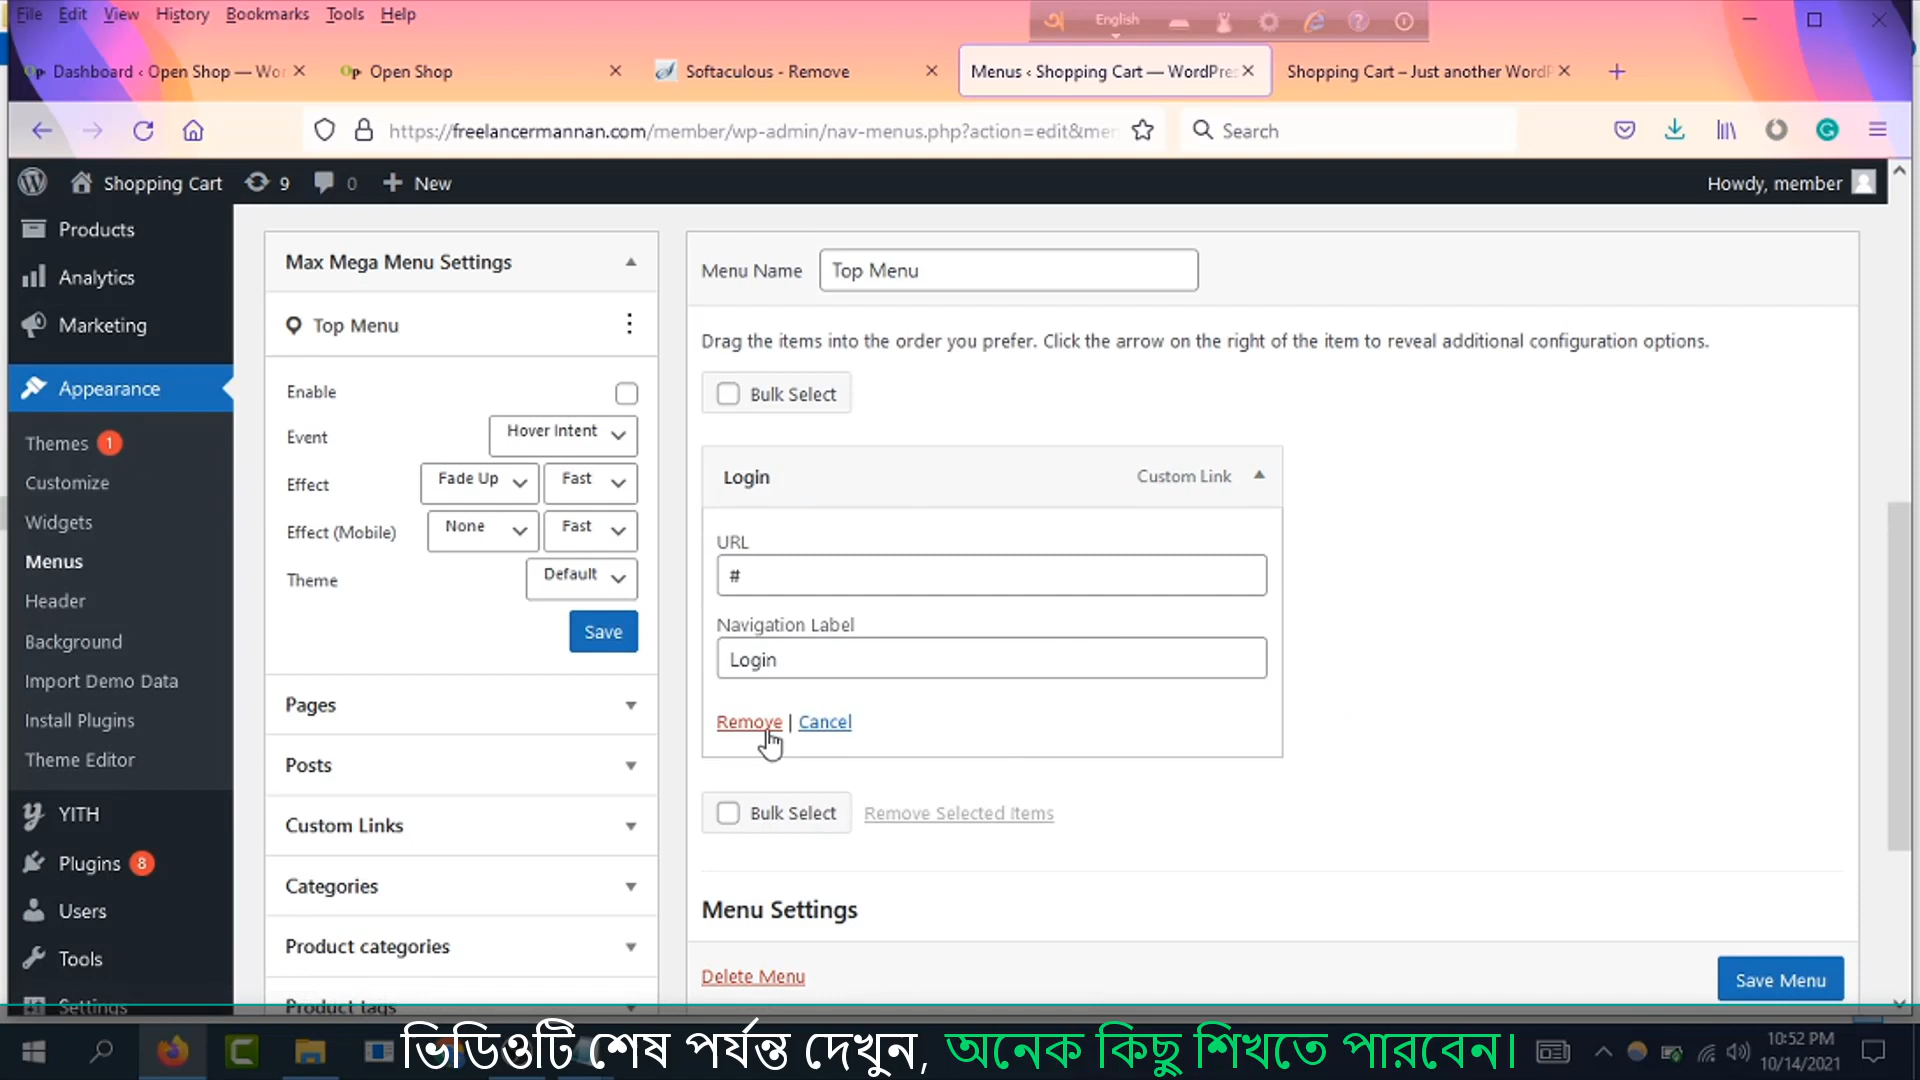 File Edit View History Bookmarks Tools Help
English
Dashboard ‹ Open Shop — Wor
Open Shop
Softaculous - Remove
Menus ‹ Shopping Cart — WordPre
Shopping Cart – Just another WordP
https://freelancermannan.com/member/wp-admin/nav-menus.php?action=edit&me
Search
Shopping Cart 9 0 New
Howdy, member
Products
Analytics
Marketing
Appearance
Themes 1
Customize
Widgets
Menus
Header
Background
Import Demo Data
Install Plugins
Theme Editor
YITH
Plugins 8
Users
Tools
Settings
Max Mega Menu Settings
Top Menu
Enable
Event Hover Intent
Effect Fade Up Fast
Effect (Mobile) None Fast
Theme Default
Save
Pages
Posts
Custom Links
Categories
Product categories
Product tags
Menu Name Top Menu
Drag the items into the order you prefer. Click the arrow on the right of the item to reveal additional configuration options.
Bulk Select
Login Custom Link
URL
#
Navigation Label
Login
Remove | Cancel
Bulk Select Remove Selected Items
Menu Settings
Delete Menu
Save Menu
ভিডিওটি শেষ পর্যন্ত দেখুন, অনেক কিছু শিখতে পারবেন।
10:52 PM
10/14/2021